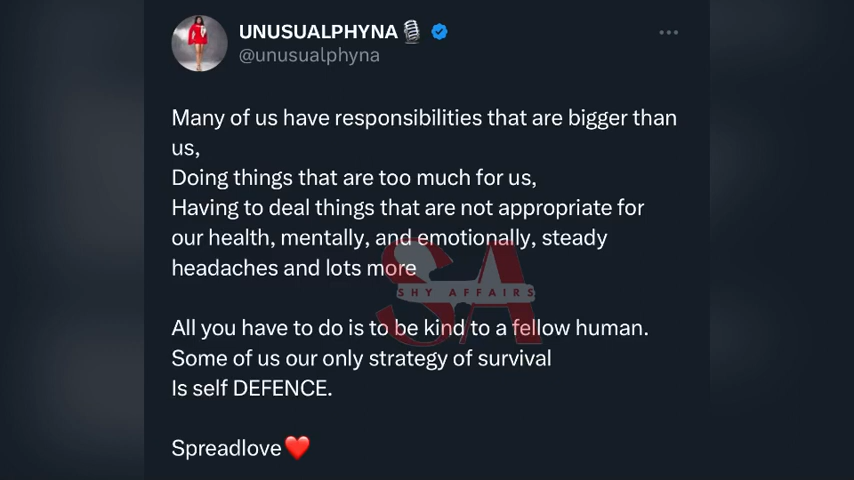 UNUSUALPHYNA🎙️
@unusualphyna
Many of us have responsibilities that are bigger than
us,
Doing things that are too much for us,
Having to deal things that are not appropriate for
our health, mentally, and emotionally, steady
headaches and lots more
SA
SHY AFFAIRS
All you have to do is to be kind to a fellow human.
Some of us our only strategy of survival
Is self DEFENCE.
Spreadlove❤️